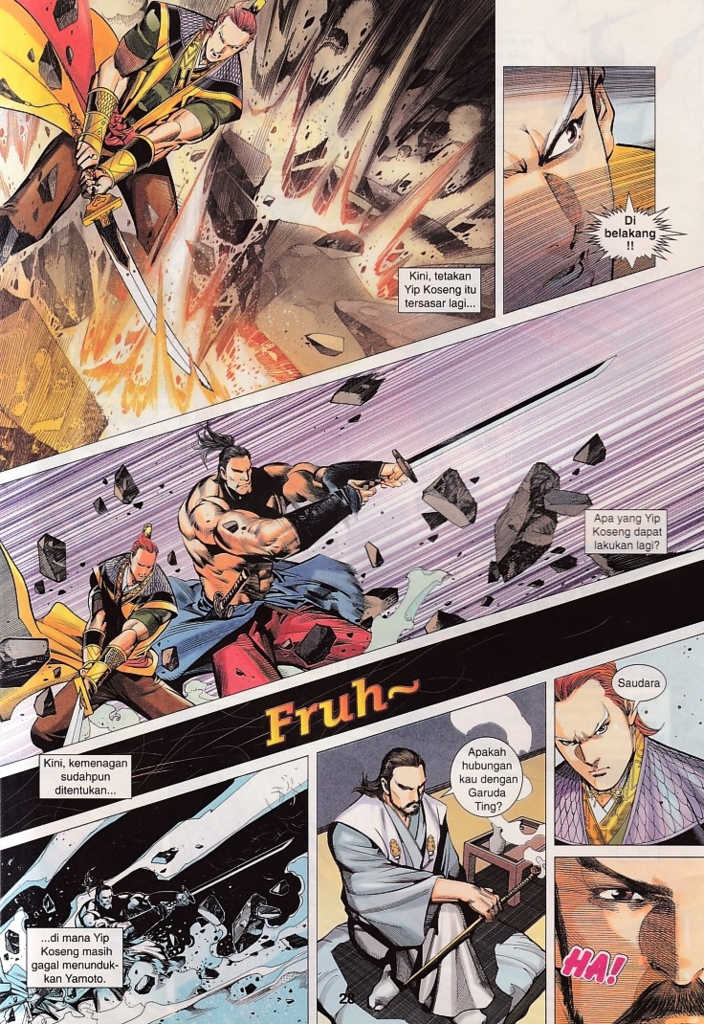 Kini, tetakan
Yip Koseng itu
tersasar lagi...
Di
belakang
!!
Apa yang Yip
Koseng dapat
lakukan lagi?
Fruh~
Kini, kemenagan
sudahpun
ditentukan...
...di mana Yip
Koseng masih
gagal menunduk-
kan Yamoto.
Apakah
hubungan
kau dengan
Garuda
Ting?
Saudara
HA!
28